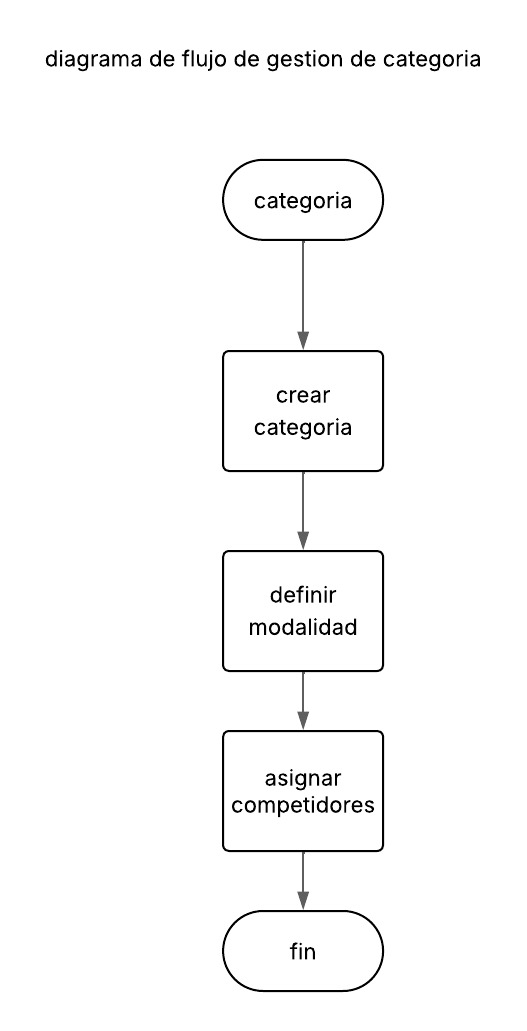 diagrama de flujo de gestion de categoria
categoria
crear
categoria
definir
modalidad
asignar
competidores
fin